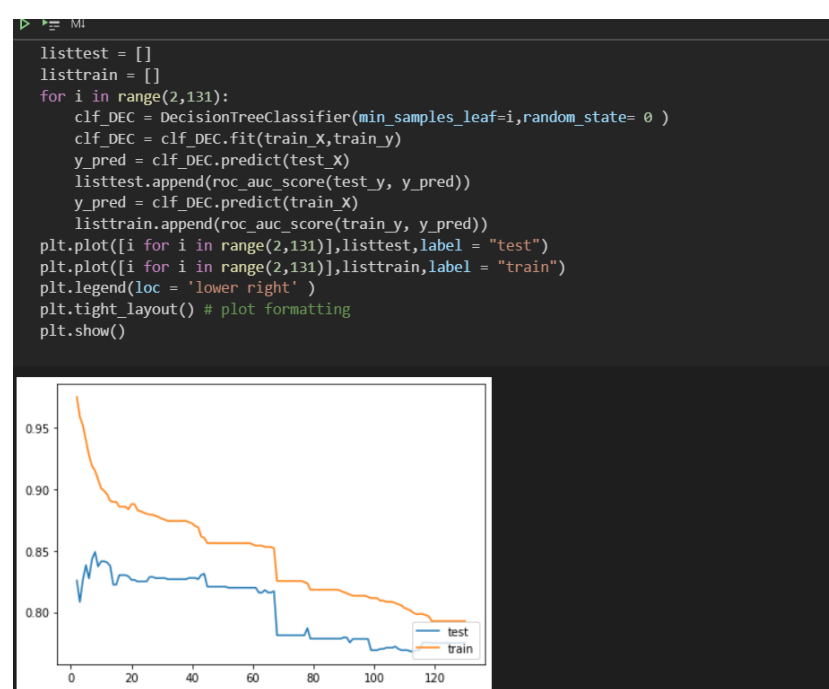 M↓
listtest = []
listtrain = []
for i in range(2,131):
    clf_DEC = DecisionTreeClassifier(min_samples_leaf=i,random_state= 0 )
    clf_DEC = clf_DEC.fit(train_X,train_y)
    y_pred = clf_DEC.predict(test_X)
    listtest.append(roc_auc_score(test_y, y_pred))
    y_pred = clf_DEC.predict(train_X)
    listtrain.append(roc_auc_score(train_y, y_pred))
plt.plot([i for i in range(2,131)],listtest,label = "test")
plt.plot([i for i in range(2,131)],listtrain,label = "train")
plt.legend(loc = 'lower right' )
plt.tight_layout() # plot formatting
plt.show()
0.95
0.90
0.85
0.80
test
train
0 20 40 60 80 100 120